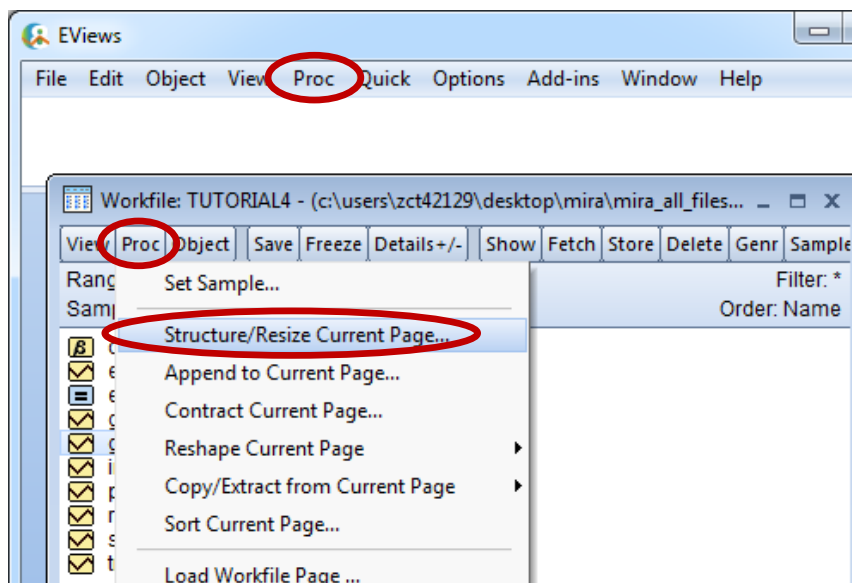 EViews
File Edit Object View Proc Quick Options Add-ins Window Help
Workfile: TUTORIAL4 - (c:\users\zct42129\desktop\mira\mira_all_files...
View Proc Object Save Freeze Details+/- Show Fetch Store Delete Genr Sample
Filter: *
Order: Name
Set Sample...
Structure/Resize Current Page...
Append to Current Page...
Contract Current Page...
Reshape Current Page
Copy/Extract from Current Page
Sort Current Page...
Load Workfile Page ...